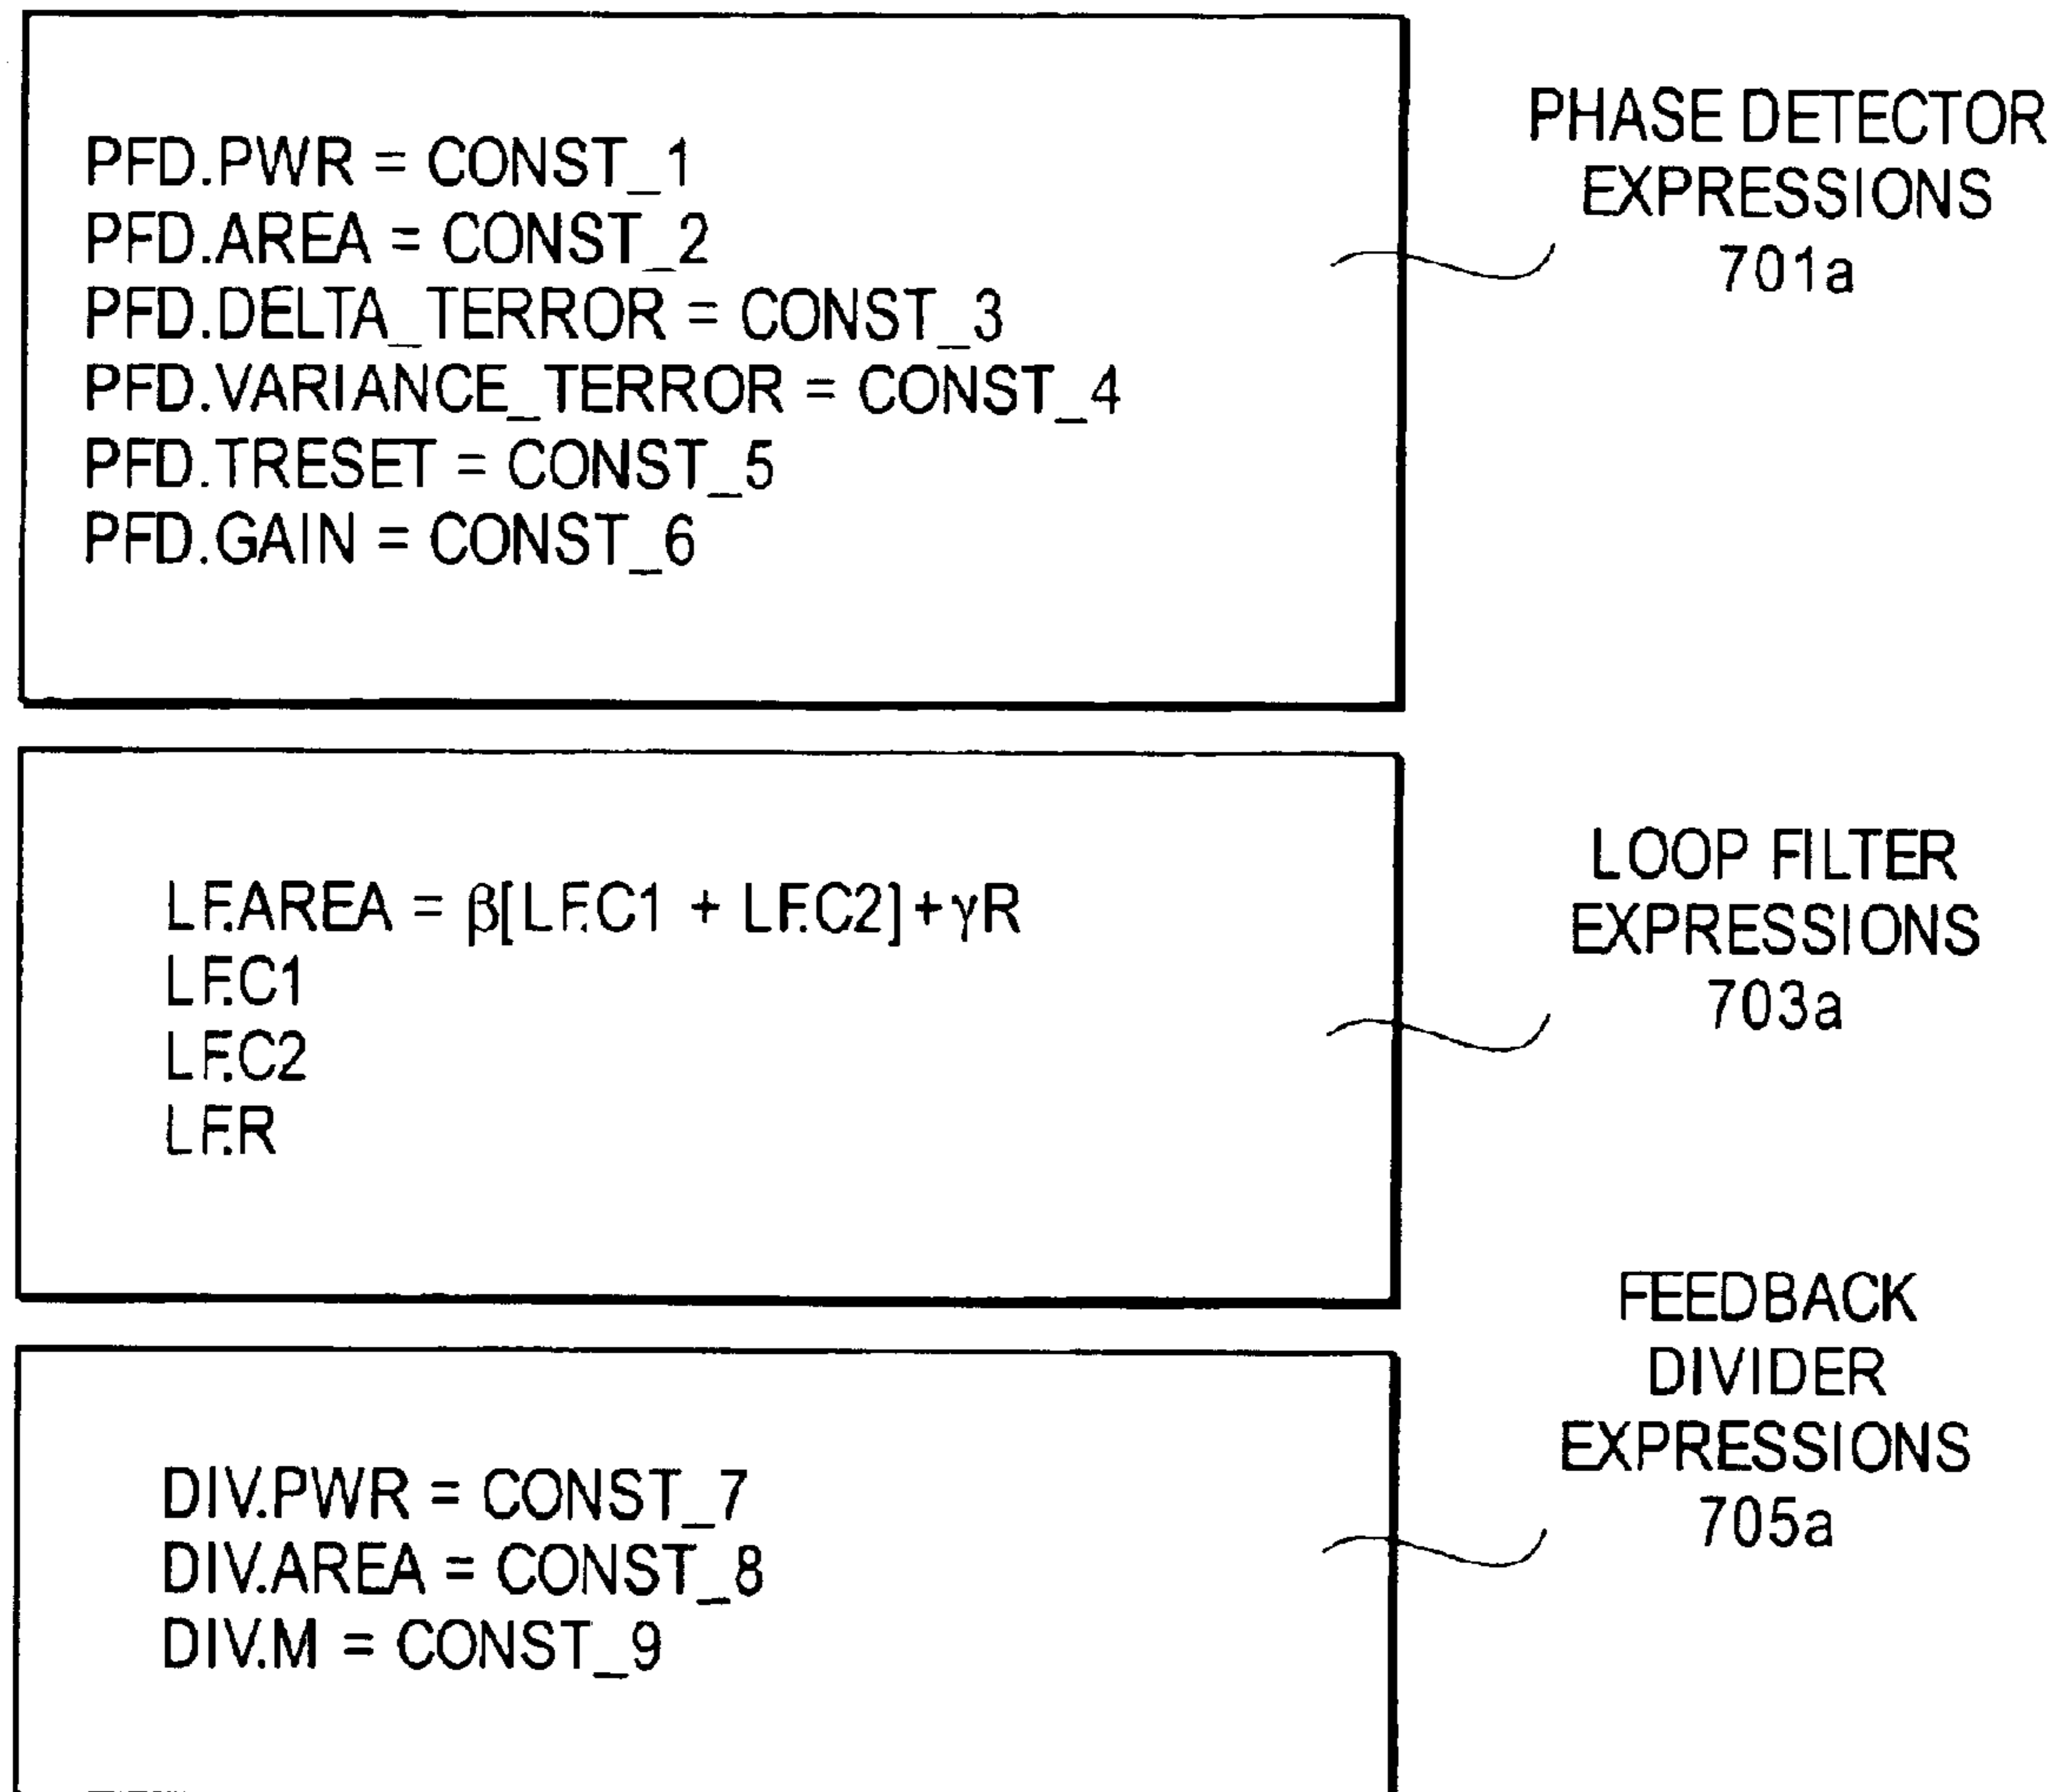 PFD.PWR = CONST_1
PFD.AREA = CONST_2
PFD.DELTA_TERROR = CONST_3
PFD.VARIANCE_TERROR = CONST_4
PFD.TRESET = CONST_5
PFD.GAIN = CONST_6
PHASE DETECTOR
EXPRESSIONS
701a
LF.AREA = β[LF.C1 + LF.C2]+γR
LF.C1
LF.C2
LF.R
LOOP FILTER
EXPRESSIONS
703a
DIV.PWR = CONST_7
DIV.AREA = CONST_8
DIV.M = CONST_9
FEEDBACK
DIVIDER
EXPRESSIONS
705a